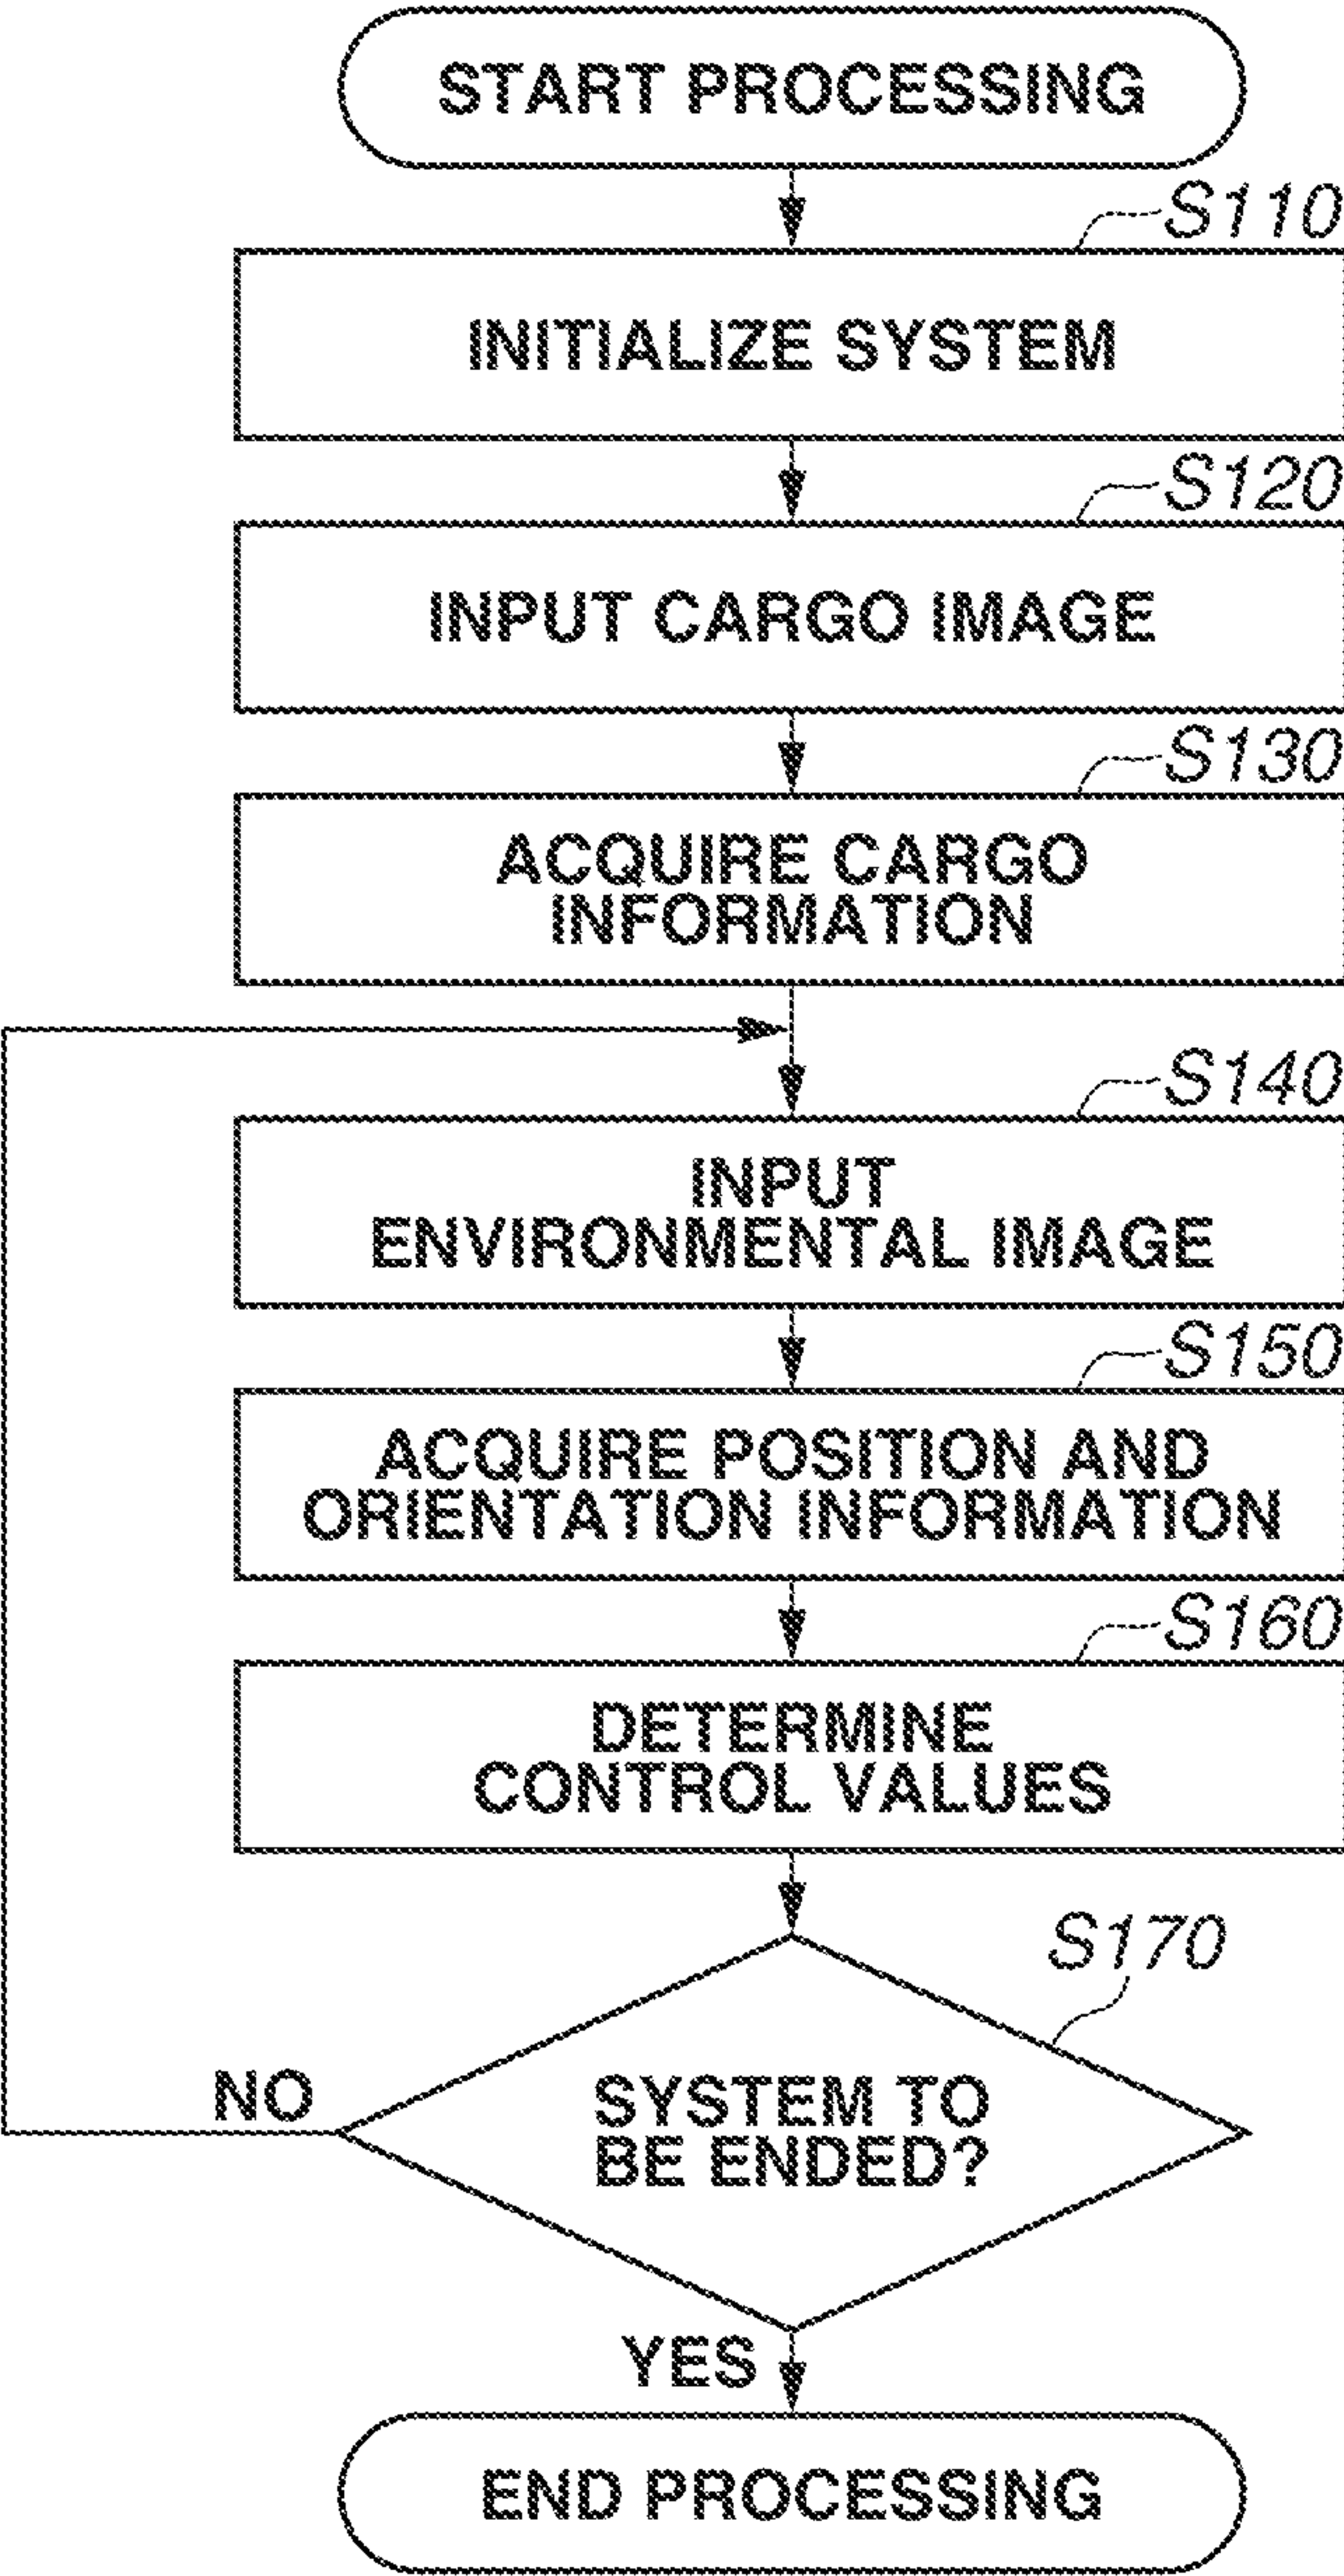 START PROCESSING
S110
INITIALIZE SYSTEM
S120
INPUT CARGO IMAGE
S130
ACQUIRE CARGO
INFORMATION
S140
INPUT
ENVIRONMENTAL IMAGE
S150
ACQUIRE POSITION AND
ORIENTATION INFORMATION
S160
DETERMINE
CONTROL VALUES
S170
SYSTEM TO
BE ENDED?
NO
YES
END PROCESSING